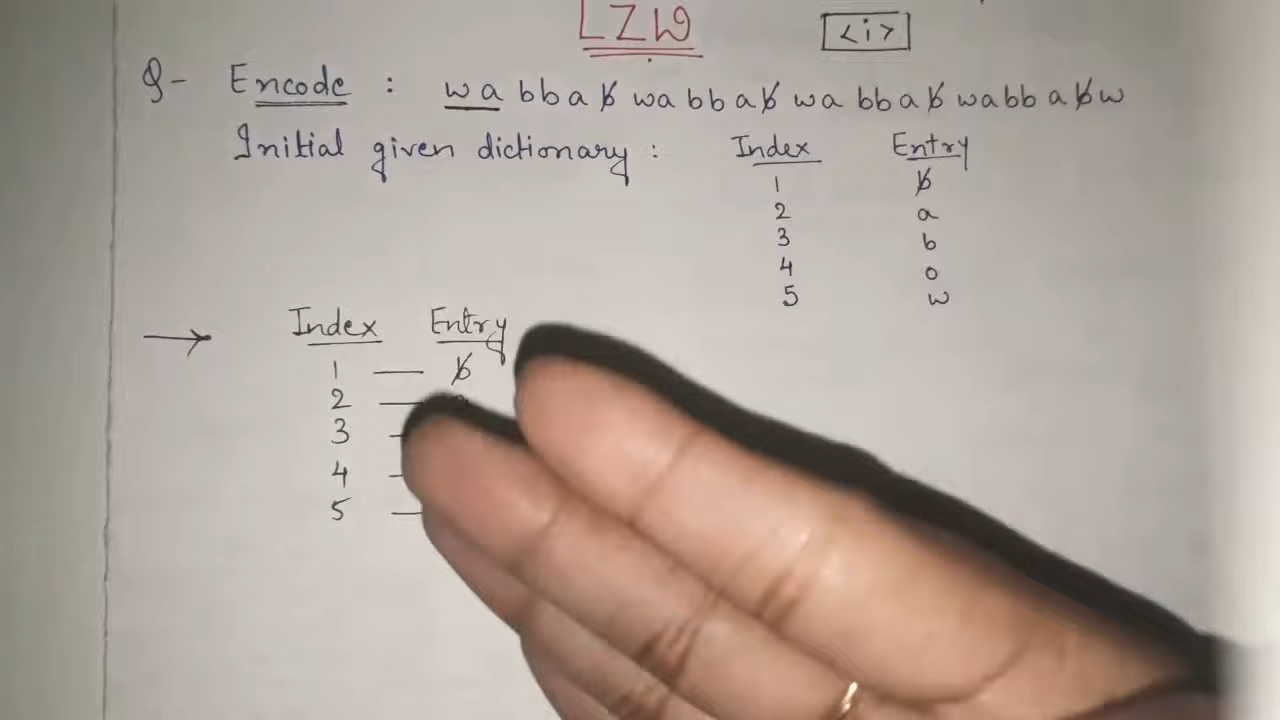 LZW <i>
Q- Encode : wabbaƀwabbaƀwabbaƀwabbaƀw
Initial given dictionary : Index Entry
1 ƀ
2 a
3 b
4 o
5 w
→ Index Entry
1 — ƀ
2 —
3 —
4 —
5 —